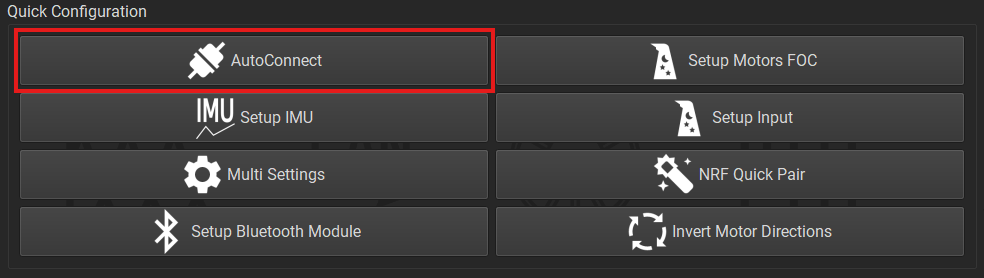 Quick Configuration
AutoConnect
Setup Motors FOC
IMU Setup IMU
Setup Input
Multi Settings
NRF Quick Pair
Setup Bluetooth Module
Invert Motor Directions